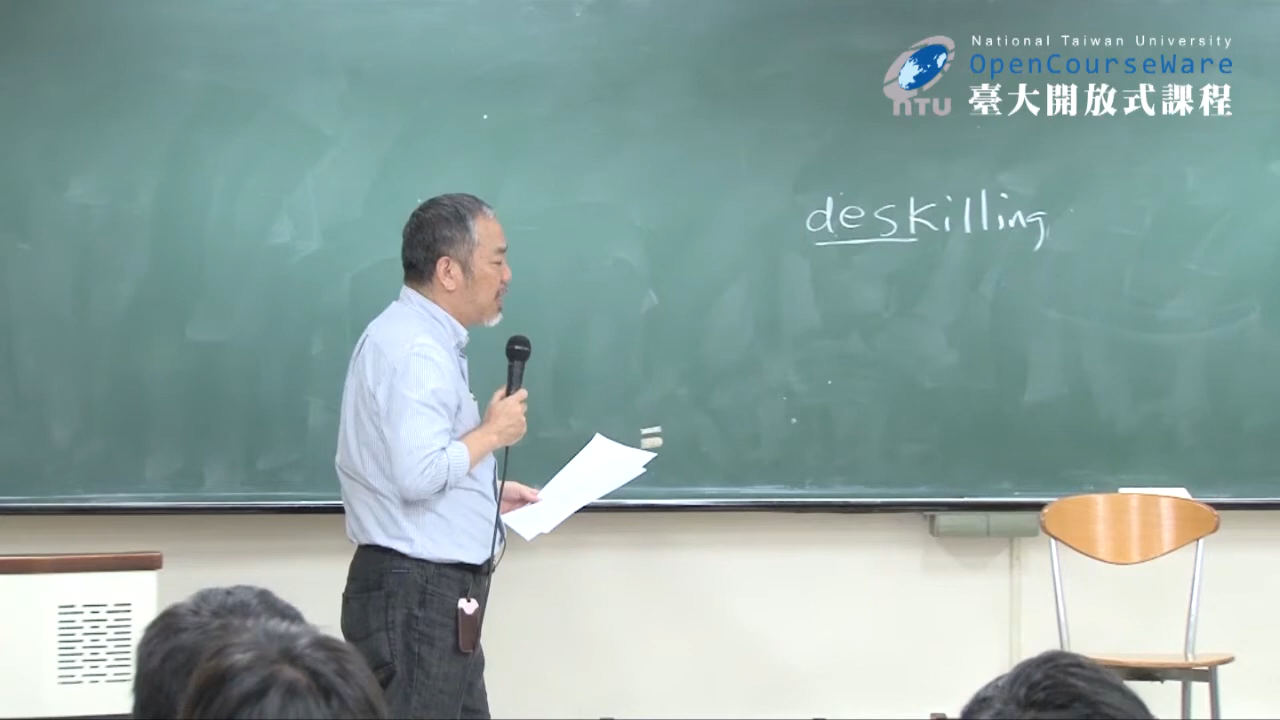 National Taiwan University
OpenCourseWare
NTU 臺大開放式課程
deskilling